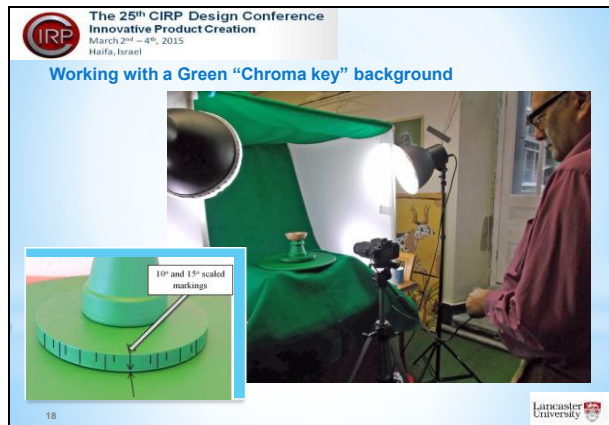 CIRP
The 25th CIRP Design Conference
Innovative Product Creation
March 2nd – 4th, 2015
Haifa, Israel
Working with a Green “Chroma key” background
10° and 15° scaled
markings
18
Lancaster
University